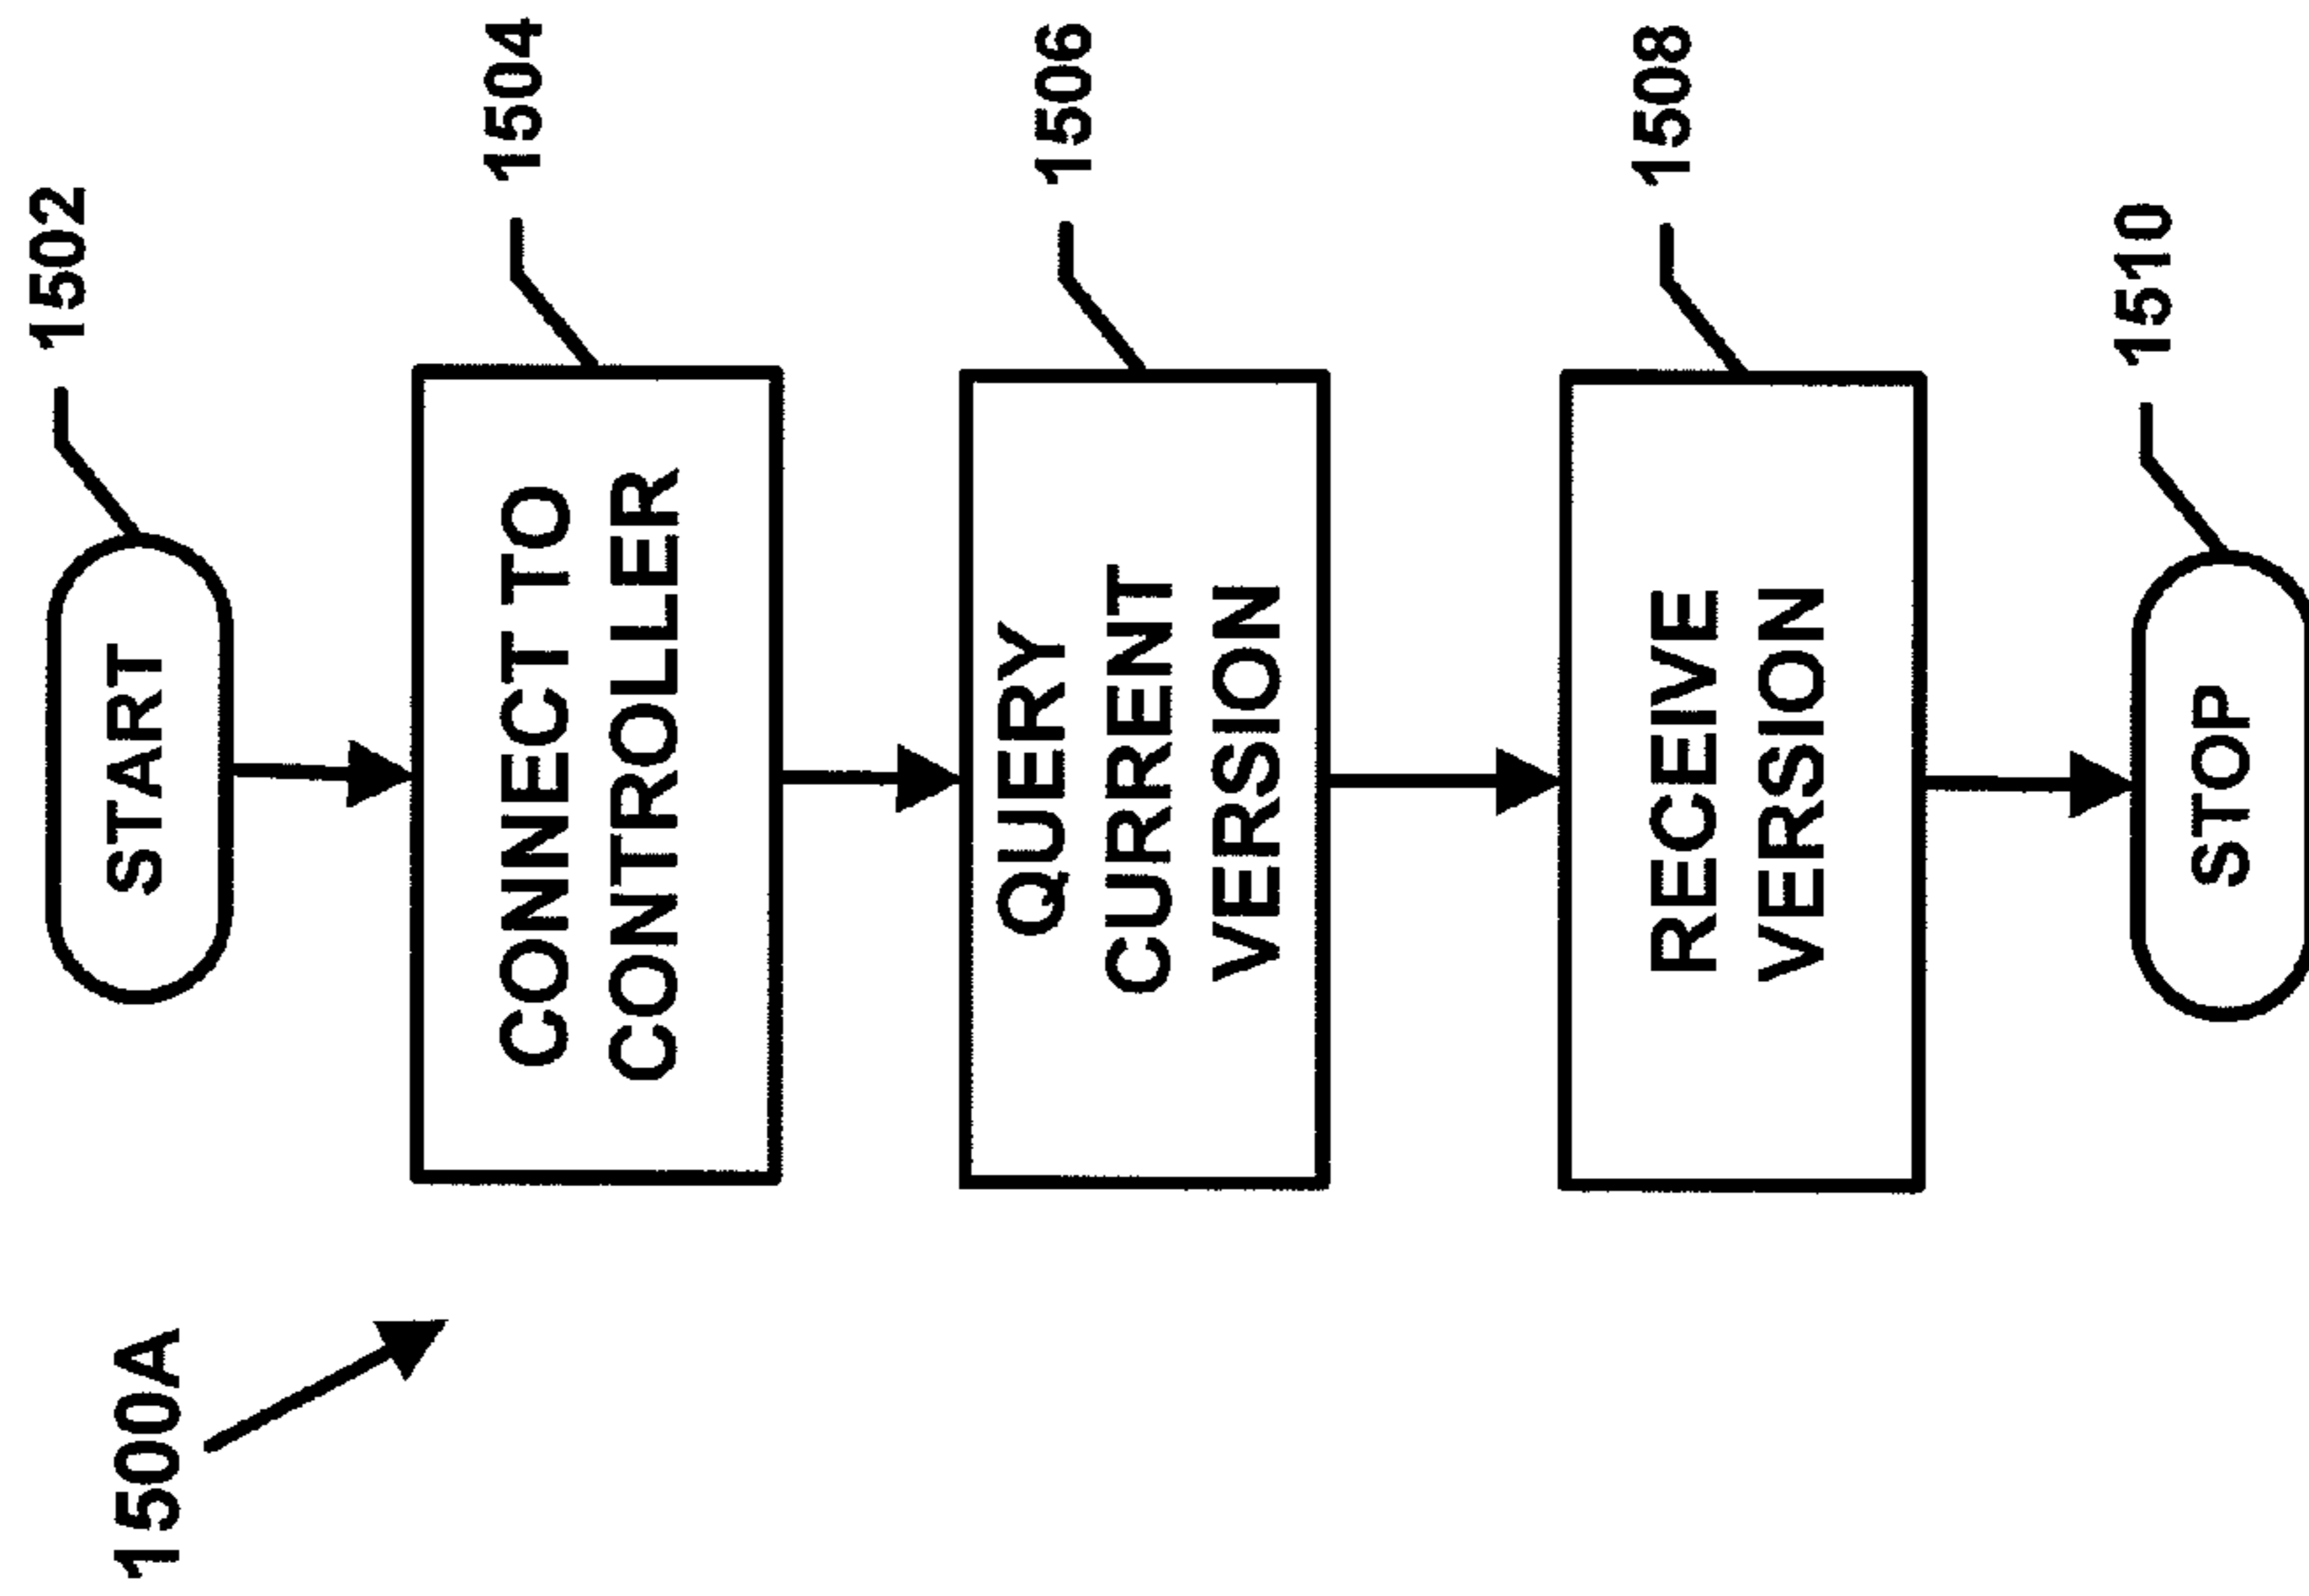 1500A
START
1502
CONNECT TO
CONTROLLER
1504
QUERY
CURRENT
VERSION
1506
RECEIVE
VERSION
1508
STOP
1510